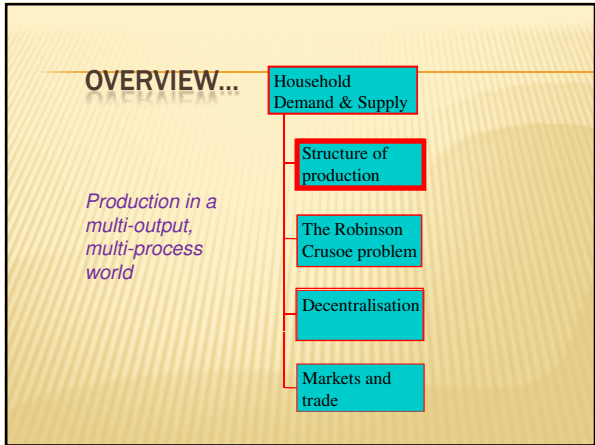 OVERVIEW...
Household
Demand & Supply
Structure of
production
Production in a
multi-output,
multi-process
world
The Robinson
Crusoe problem
Decentralisation
Markets and
trade